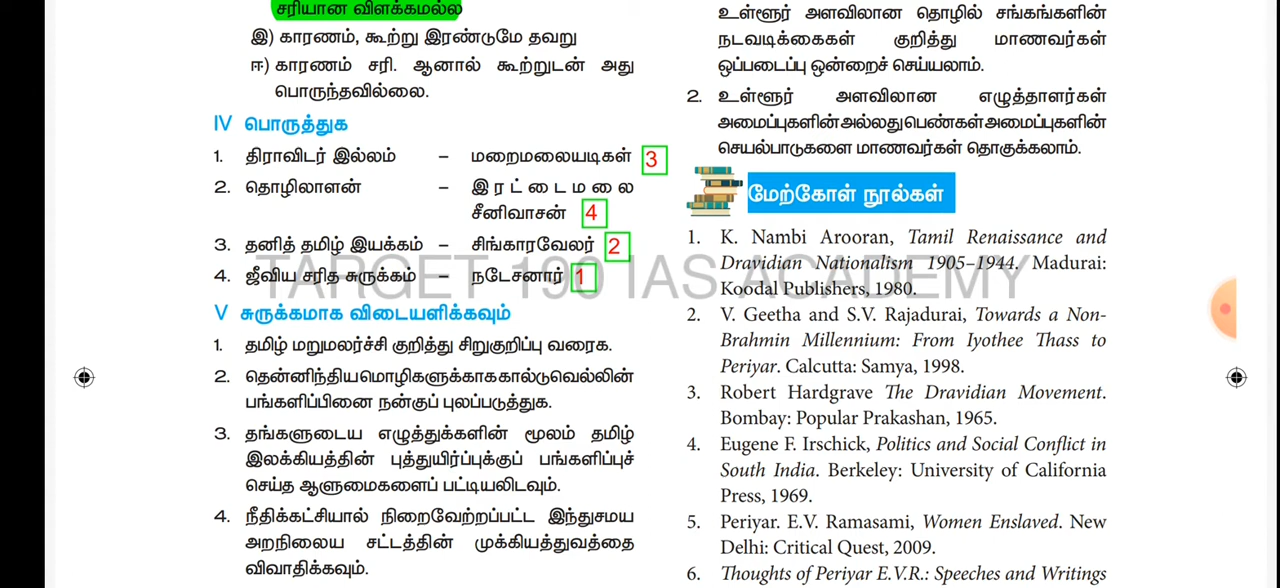 சரியான விளக்கமல்ல
இ) காரணம், கூற்று இரண்டுமே தவறு
ஈ) காரணம் சரி. ஆனால் கூற்றுடன் அது
பொருந்தவில்லை.
IV பொருத்துக
1. திராவிடர் இல்லம் – மறைமலையடிகள் 3
2. தொழிலாளன் – இரட்டைமலை
சீனிவாசன் 4
3. தனித் தமிழ் இயக்கம் – சிங்காரவேலர் 2
4. ஜீவிய சரித சுருக்கம் – நடேசனார் 1
V சுருக்கமாக விடையளிக்கவும்
1. தமிழ் மறுமலர்ச்சி குறித்து சிறுகுறிப்பு வரைக.
2. தென்னிந்தியமொழிகளுக்காககால்டுவெல்லின்
பங்களிப்பினை நன்குப் புலப்படுத்துக.
3. தங்களுடைய எழுத்துக்களின் மூலம் தமிழ்
இலக்கியத்தின் புத்துயிர்ப்புக்குப் பங்களிப்புச்
செய்த ஆளுமைகளைப் பட்டியலிடவும்.
4. நீதிக்கட்சியால் நிறைவேற்றப்பட்ட இந்துசமய
அறநிலைய சட்டத்தின் முக்கியத்துவத்தை
விவாதிக்கவும்.
உள்ளூர் அளவிலான தொழில் சங்கங்களின்
நடவடிக்கைகள் குறித்து மாணவர்கள்
ஒப்படைப்பு ஒன்றைச் செய்யலாம்.
2. உள்ளூர் அளவிலான எழுத்தாளர்கள்
அமைப்புகளின்அல்லதுபெண்கள்அமைப்புகளின்
செயல்பாடுகளை மாணவர்கள் தொகுக்கலாம்.
மேற்கோள் நூல்கள்
1. K. Nambi Arooran, Tamil Renaissance and
Dravidian Nationalism 1905–1944. Madurai:
Koodal Publishers, 1980.
2. V. Geetha and S.V. Rajadurai, Towards a Non-
Brahmin Millennium: From Iyothee Thass to
Periyar. Calcutta: Samya, 1998.
3. Robert Hardgrave The Dravidian Movement.
Bombay: Popular Prakashan, 1965.
4. Eugene F. Irschick, Politics and Social Conflict in
South India. Berkeley: University of California
Press, 1969.
5. Periyar. E.V. Ramasami, Women Enslaved. New
Delhi: Critical Quest, 2009.
6. Thoughts of Periyar E.V.R.: Speeches and Writings
TARGET 190 IAS ACADEMY